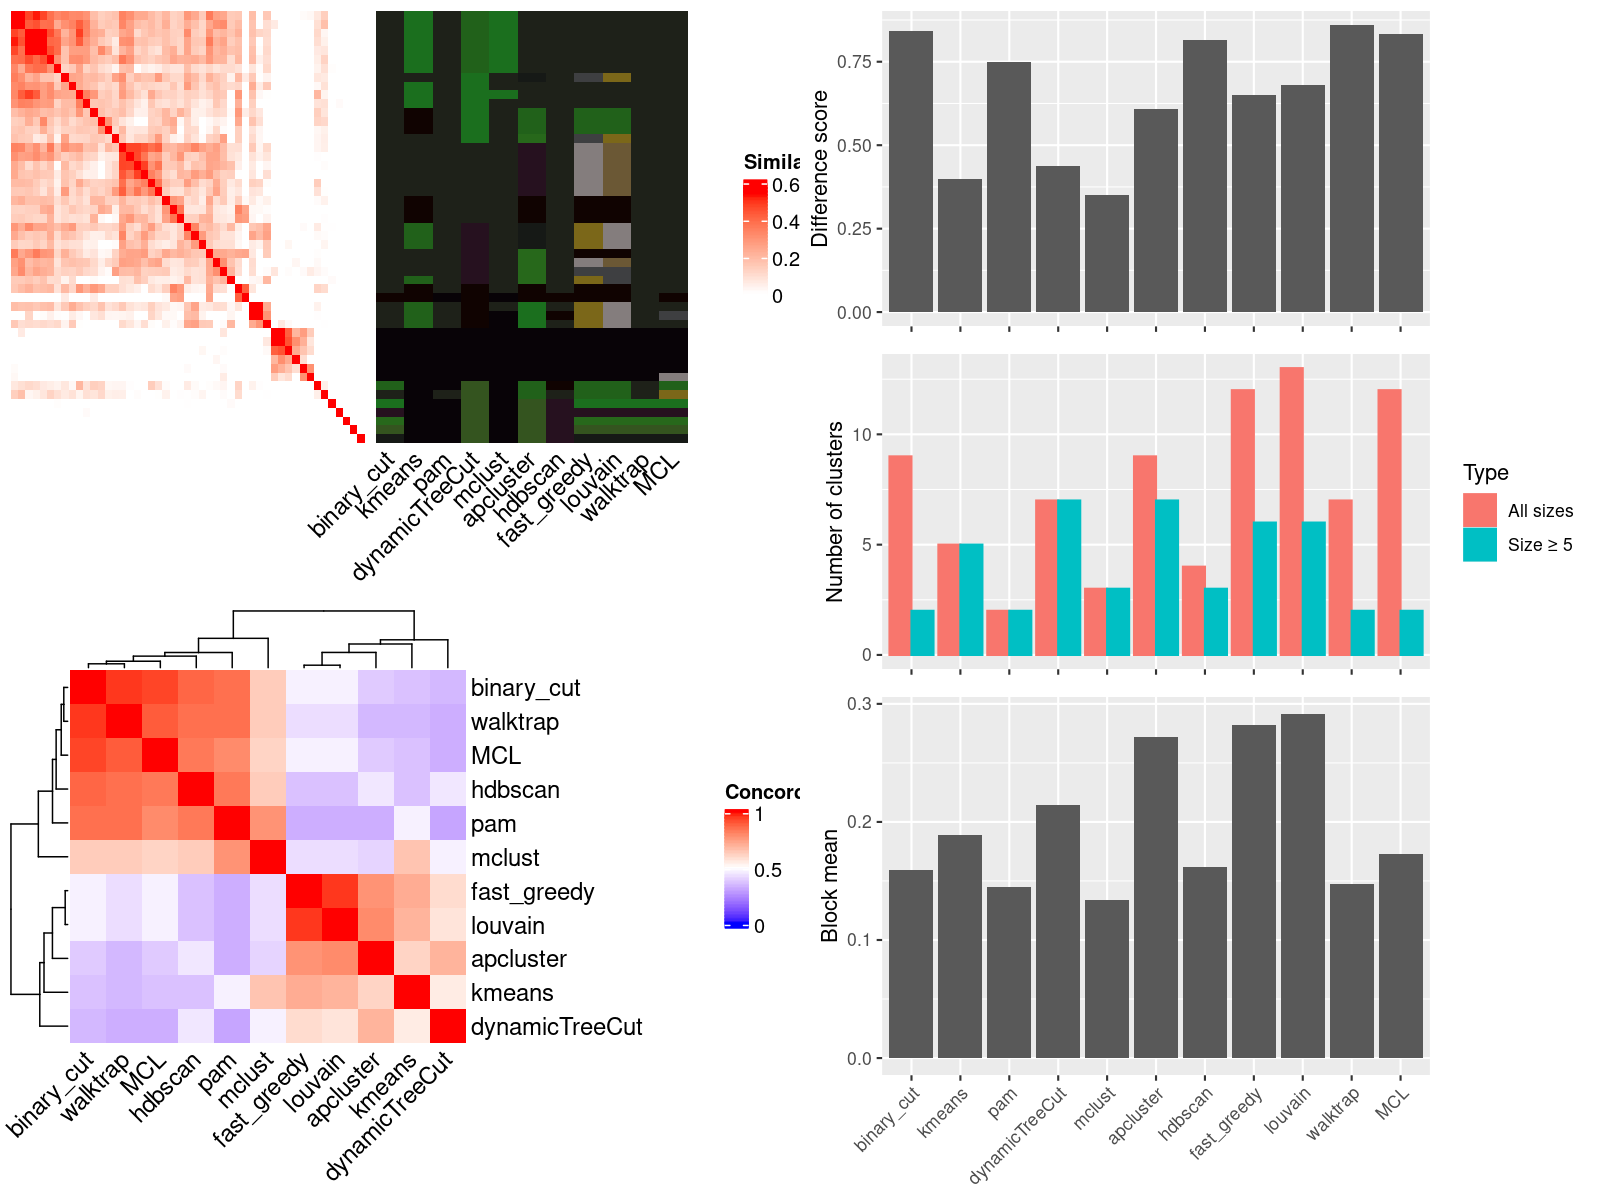 Simila
0.6
0.4
0.2
0
binary_cut
kmeans
pam
dynamicTreeCut
mclust
apcluster
hdbscan
fast_greedy
louvain
walktrap
MCL
binary_cut
walktrap
MCL
hdbscan
pam
mclust
fast_greedy
louvain
apcluster
kmeans
dynamicTreeCut
binary_cut
walktrap
MCL
hdbscan
pam
mclust
fast_greedy
louvain
apcluster
kmeans
dynamicTreeCut
Concord
1
0.5
0
Difference score
0.75
0.50
0.25
0.00
Number of clusters
10
5
0
Type
All sizes
Size ≥ 5
Block mean
0.3
0.2
0.1
0.0
binary_cut
kmeans
pam
dynamicTreeCut
mclust
apcluster
hdbscan
fast_greedy
louvain
walktrap
MCL